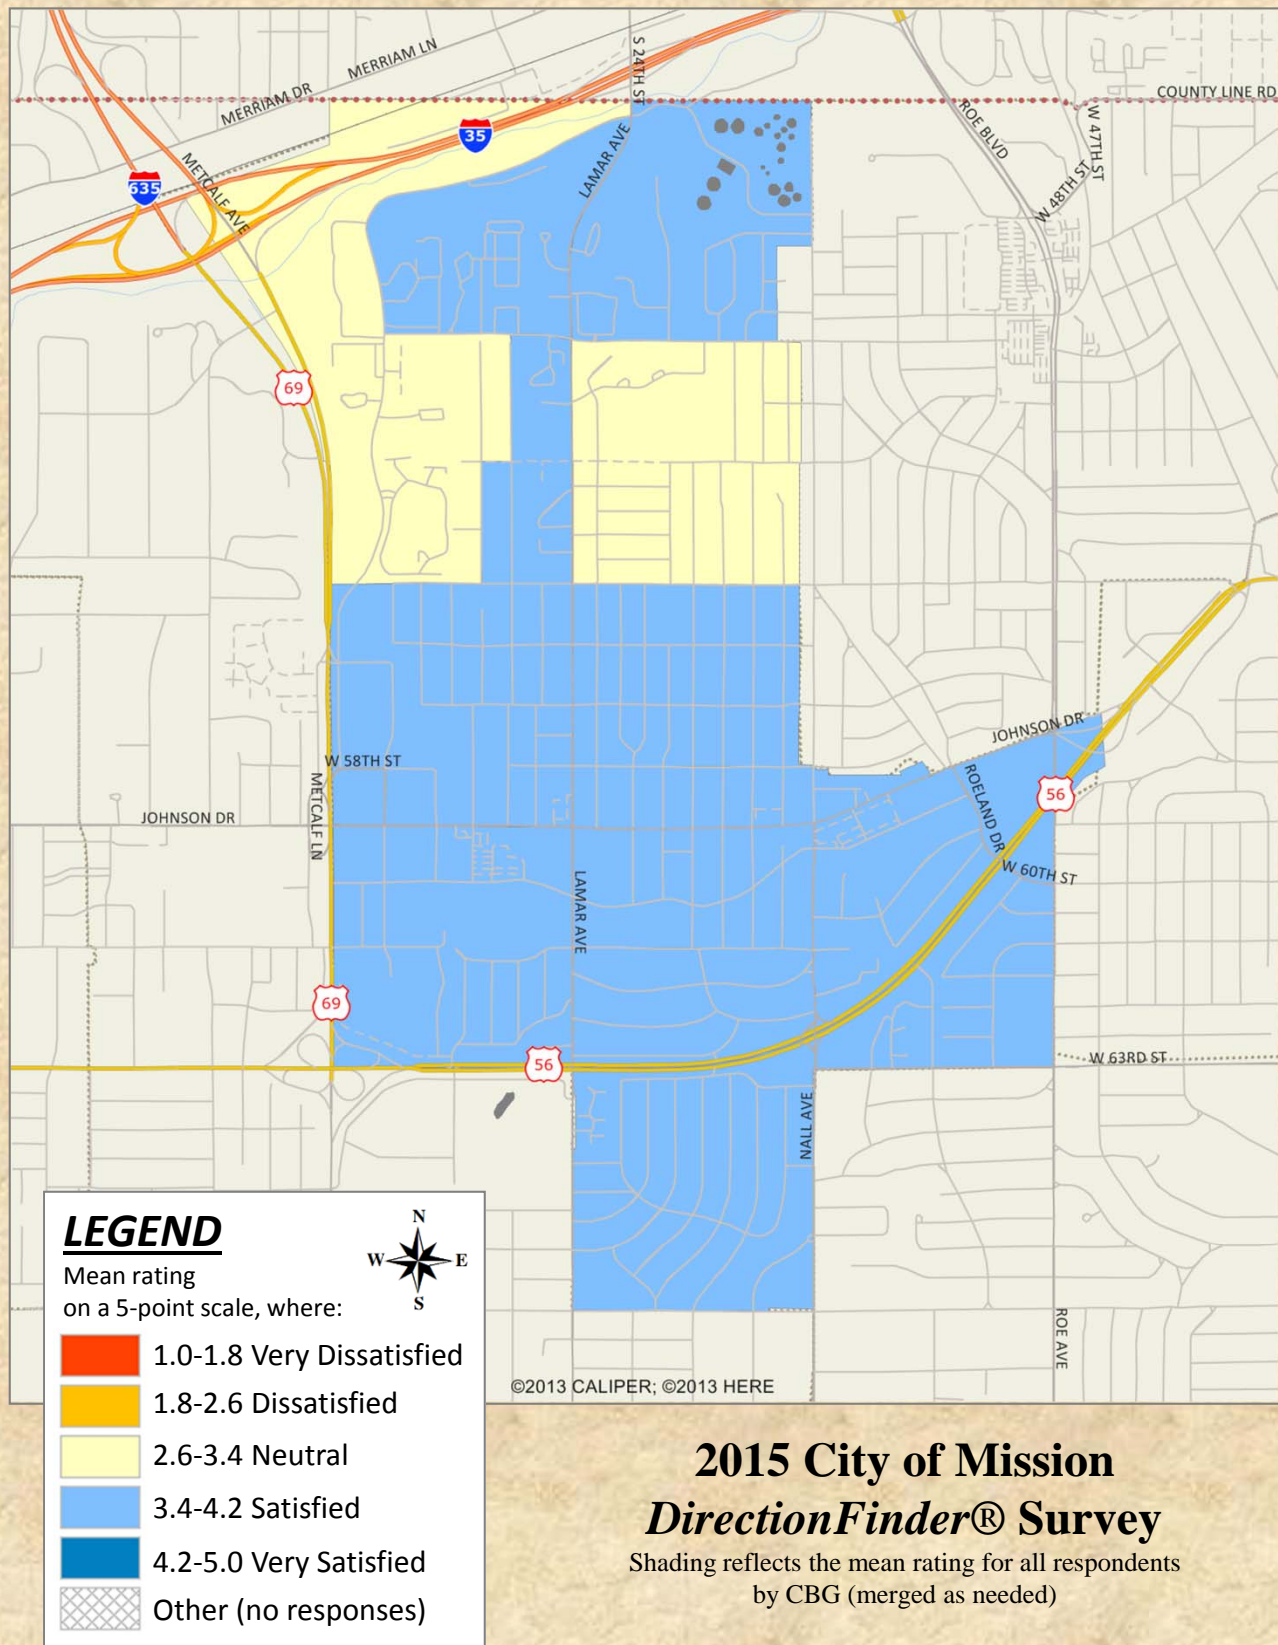 MERRIAM LN
S 24TH ST
MERRIAM DR
COUNTY LINE RD
35
ROE BLVD
W 47TH ST
LAMAR AVE
METCALF AVE
635
W 48TH ST
69
JOHNSON DR
W 58TH ST
METCALF LN
ROELAND DR
56
JOHNSON DR
W 60TH ST
LAMAR AVE
69
56
W 63RD ST
NALL AVE
ROE AVE
LEGEND
N
W E
S
Mean rating
on a 5-point scale, where:
1.0-1.8 Very Dissatisfied
1.8-2.6 Dissatisfied
2.6-3.4 Neutral
3.4-4.2 Satisfied
4.2-5.0 Very Satisfied
Other (no responses)
©2013 CALIPER; ©2013 HERE
2015 City of Mission
DirectionFinder® Survey
Shading reflects the mean rating for all respondents
by CBG (merged as needed)